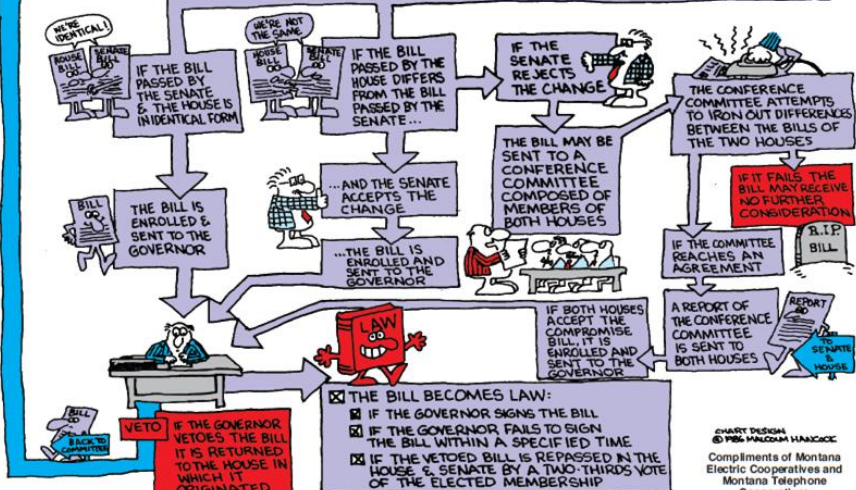 WE'RE
IDENTICAL!
HOUSE
BILL
SENATE
BILL
IF THE BILL
PASSED BY
THE SENATE
& THE HOUSE IS
IN IDENTICAL FORM
WE'RE NOT
THE SAME
HOUSE
BILL
SENATE
BILL
IF THE BILL
PASSED BY THE
HOUSE DIFFERS
FROM THE BILL
PASSED BY THE
SENATE...
IF THE
SENATE
REJECTS
THE CHANGE
THE CONFERENCE
COMMITTEE ATTEMPTS
TO IRON OUT DIFFERENCES
BETWEEN THE BILLS OF
THE TWO HOUSES
THE BILL MAY BE
SENT TO A
CONFERENCE
COMMITTEE
COMPOSED OF
MEMBERS OF
BOTH HOUSES
IF IT FAILS THE
BILL MAY RECEIVE
NO FURTHER
CONSIDERATION
R.I.P.
BILL
BILL
THE BILL IS
ENROLLED &
SENT TO THE
GOVERNOR
...AND THE SENATE
ACCEPTS THE
CHANGE
...THE BILL IS
ENROLLED AND
SENT TO THE
GOVERNOR
IF THE COMMITTEE
REACHES AN
AGREEMENT
A REPORT OF
THE CONFERENCE
COMMITTEE
IS SENT TO
BOTH HOUSES
REPORT
TO
SENATE
&
HOUSE
IF BOTH HOUSES
ACCEPT THE
COMPROMISE
BILL, IT IS
ENROLLED AND
SENT TO THE
GOVERNOR
LAW
BILL
BACK TO
COMMITTEE
VETO
IF THE GOVERNOR
VETOES THE BILL
IT IS RETURNED
TO THE HOUSE IN
WHICH IT
ORIGINATED
THE BILL BECOMES LAW:
IF THE GOVERNOR SIGNS THE BILL
IF THE GOVERNOR FAILS TO SIGN
THE BILL WITHIN A SPECIFIED TIME
IF THE VETOED BILL IS REPASSED IN THE
HOUSE & SENATE BY A TWO-THIRDS VOTE
OF THE ELECTED MEMBERSHIP
CHART DESIGN
© 1986 MALCOLM HANCOCK
Compliments of Montana
Electric Cooperatives and
Montana Telephone